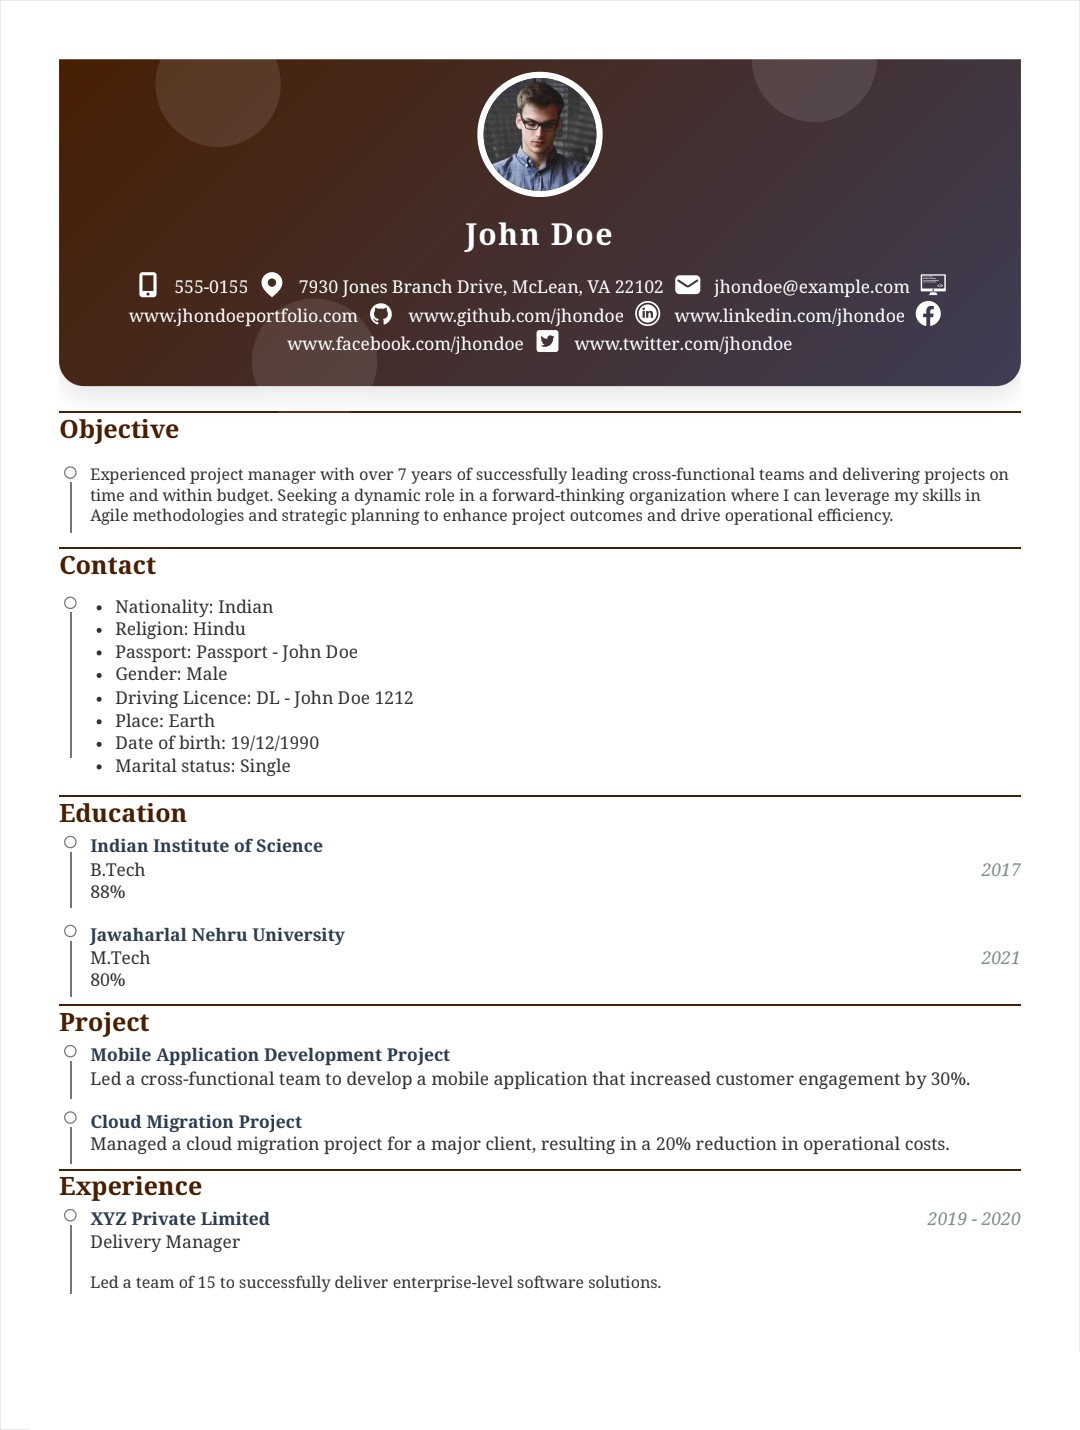 John Doe
555-0155 7930 Jones Branch Drive, McLean, VA 22102 jhondoe@example.com
www.jhondoeportfolio.com www.github.com/jhondoe www.linkedin.com/jhondoe
www.facebook.com/jhondoe www.twitter.com/jhondoe
Objective
Experienced project manager with over 7 years of successfully leading cross-functional teams and delivering projects on
time and within budget. Seeking a dynamic role in a forward-thinking organization where I can leverage my skills in
Agile methodologies and strategic planning to enhance project outcomes and drive operational efficiency.
Contact
• Nationality: Indian
• Religion: Hindu
• Passport: Passport - John Doe
• Gender: Male
• Driving Licence: DL - John Doe 1212
• Place: Earth
• Date of birth: 19/12/1990
• Marital status: Single
Education
Indian Institute of Science
B.Tech 2017
88%
Jawaharlal Nehru University
M.Tech 2021
80%
Project
Mobile Application Development Project
Led a cross-functional team to develop a mobile application that increased customer engagement by 30%.
Cloud Migration Project
Managed a cloud migration project for a major client, resulting in a 20% reduction in operational costs.
Experience
XYZ Private Limited 2019 - 2020
Delivery Manager
Led a team of 15 to successfully deliver enterprise-level software solutions.